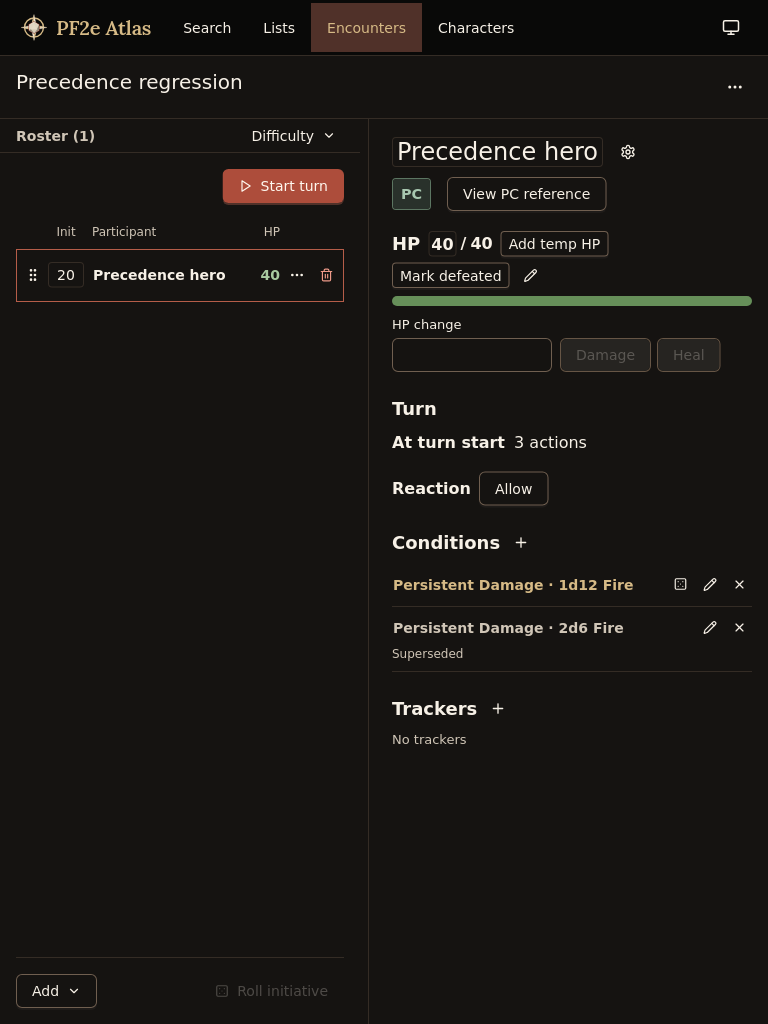 PF2e Atlas Search Lists Encounters Characters
Precedence regression
Roster (1) Difficulty
Start turn
Init Participant HP
20 Precedence hero 40
Add Roll initiative
Precedence hero
PC View PC reference
HP 40 / 40 Add temp HP
Mark defeated
HP change
Damage Heal
Turn
At turn start 3 actions
Reaction Allow
Conditions
Persistent Damage · 1d12 Fire
Persistent Damage · 2d6 Fire
Superseded
Trackers
No trackers